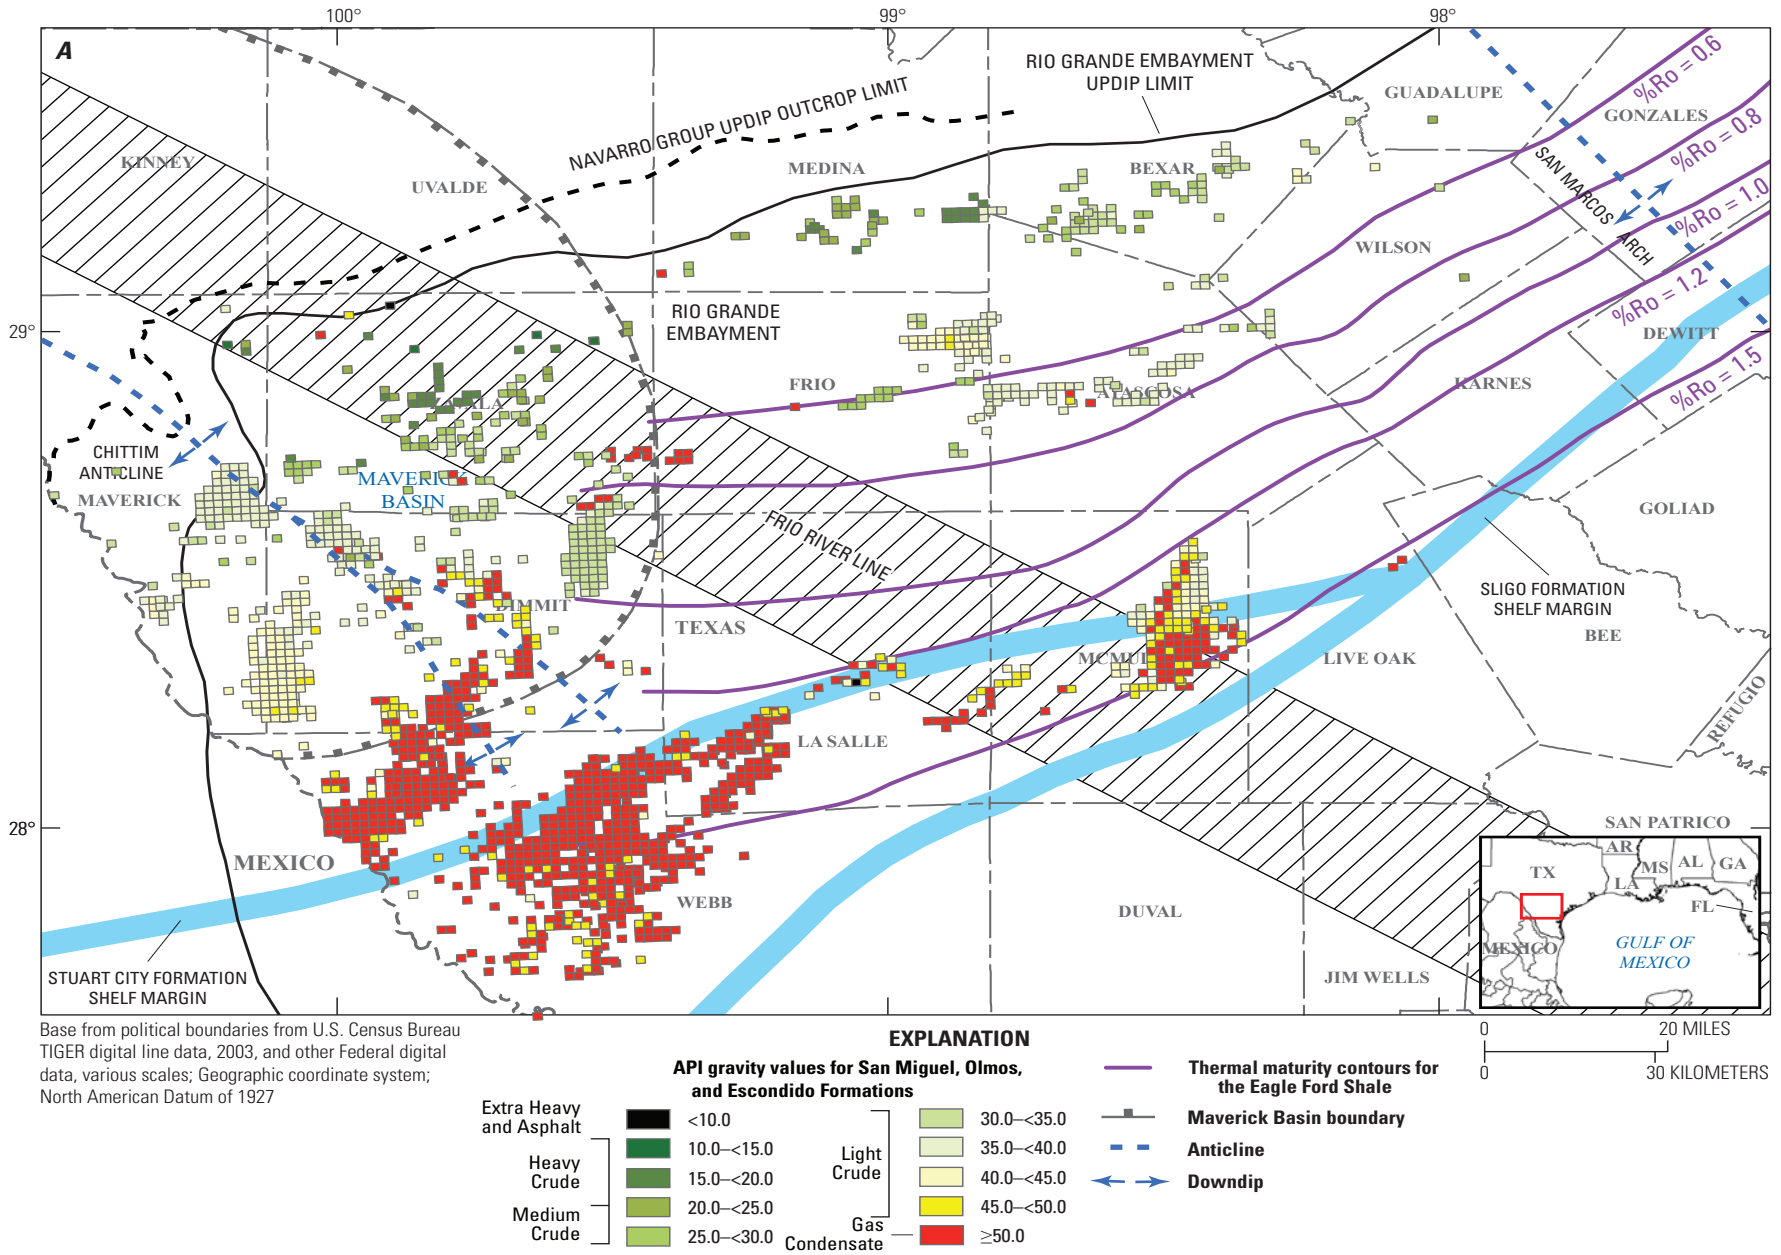 100°
99°
98°
A
29°
28°
KINNEY
UVALDE
NAVARRO GROUP UPDIP OUTCROP LIMIT
MEDINA
RIO GRANDE EMBAYMENT
UPDIP LIMIT
BEXAR
GUADALUPE
GONZALES
%Ro = 0.6
%Ro = 0.8
%Ro = 1.0
%Ro = 1.2
%Ro = 1.5
SAN MARCOS ARCH
WILSON
DEWITT
RIO GRANDE
EMBAYMENT
FRIO
ATASCOSA
KARNES
ZAVALA
CHITTIM
ANTICLINE
MAVERICK
MAVERICK
BASIN
FRIO RIVER LINE
GOLIAD
SLIGO FORMATION
SHELF MARGIN
BEE
DIMMIT
TEXAS
MCMUL
LIVE OAK
REFUGIO
LA SALLE
MEXICO
WEBB
DUVAL
SAN PATRICO
JIM WELLS
STUART CITY FORMATION
SHELF MARGIN
TX
AR
MS
AL
GA
LA
FL
MEXICO
GULF OF
MEXICO
Base from political boundaries from U.S. Census Bureau
TIGER digital line data, 2003, and other Federal digital
data, various scales; Geographic coordinate system;
North American Datum of 1927
0 20 MILES
0 30 KILOMETERS
EXPLANATION
API gravity values for San Miguel, Olmos,
and Escondido Formations
Extra Heavy
and Asphalt
<10.0
Heavy
Crude
10.0–<15.0
15.0–<20.0
Medium
Crude
20.0–<25.0
25.0–<30.0
Light
Crude
30.0–<35.0
35.0–<40.0
40.0–<45.0
45.0–<50.0
Gas
Condensate
≥50.0
Thermal maturity contours for
the Eagle Ford Shale
Maverick Basin boundary
Anticline
Downdip